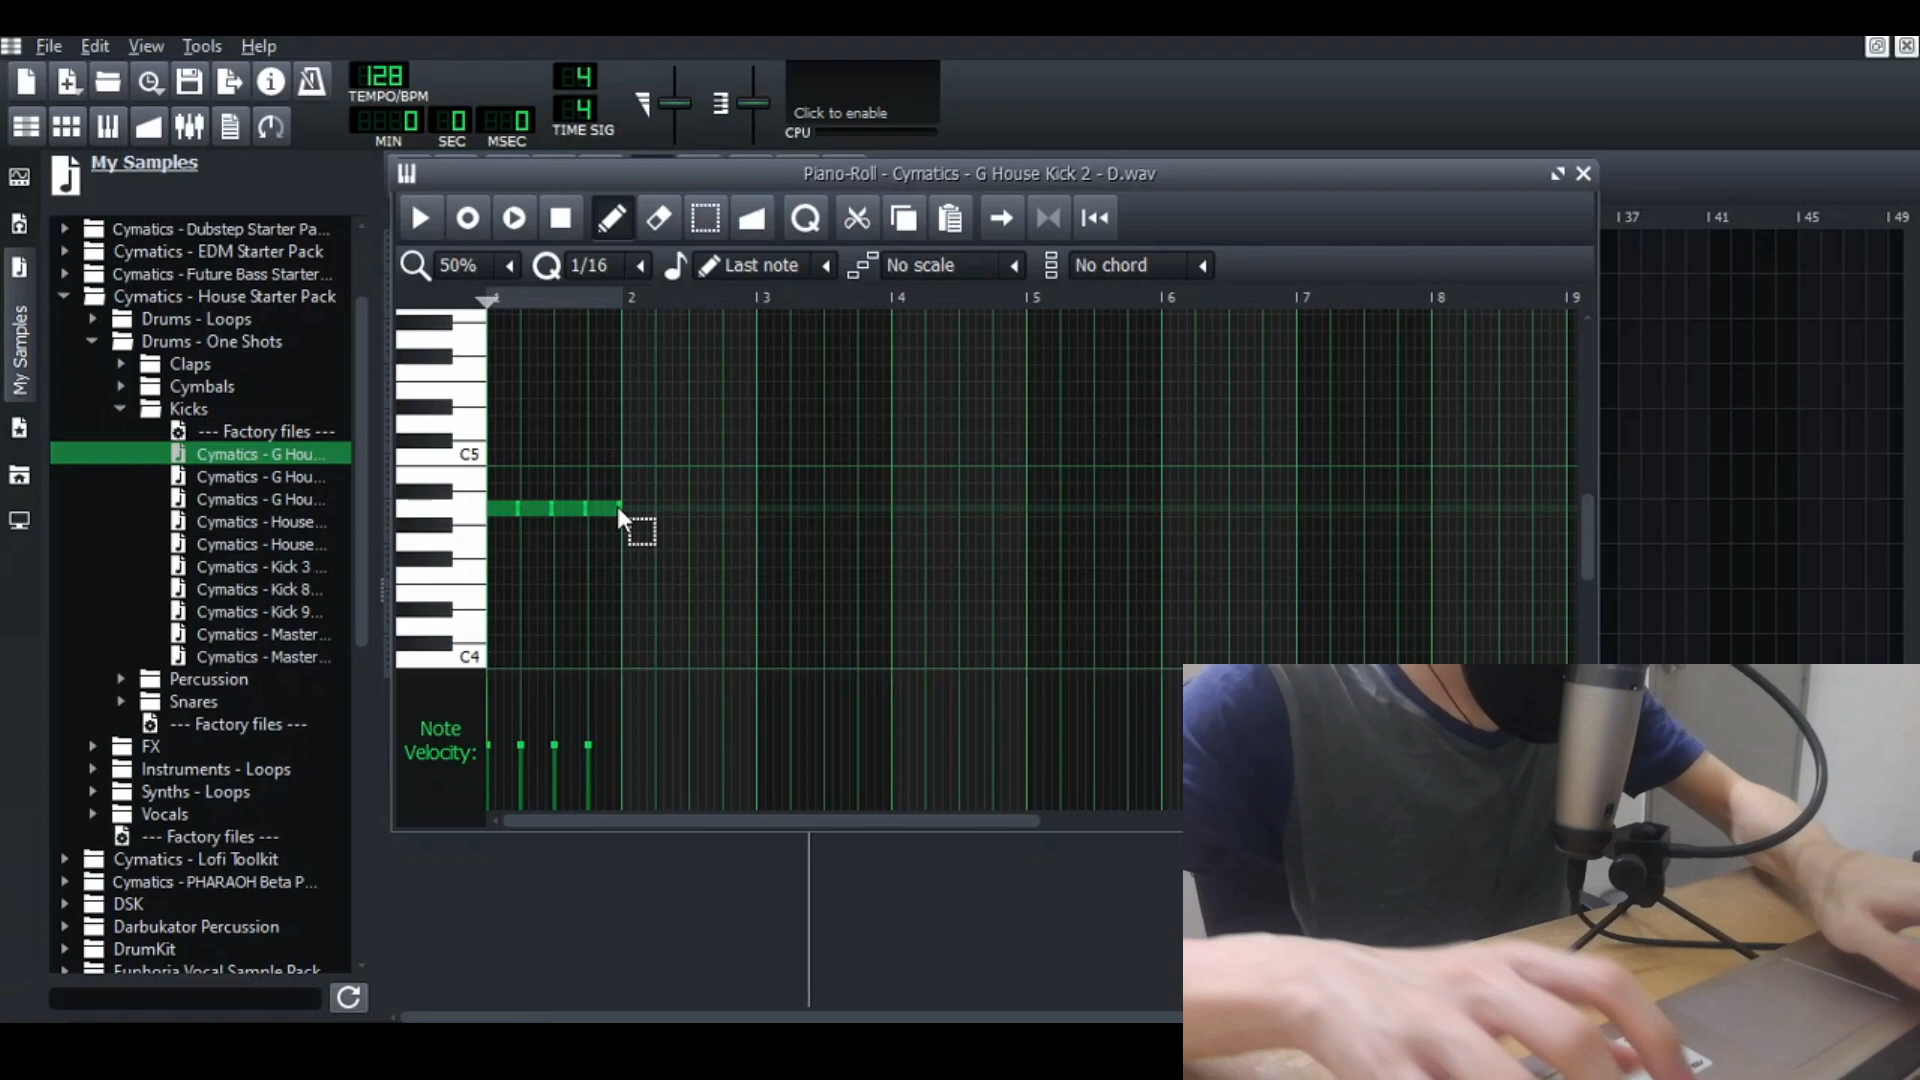 File Edit View Tools Help
128
TEMPO/BPM
0 0 0
MIN SEC MSEC
4
4
TIME SIG
Click to enable
CPU
My Samples
My Samples
Cymatics - Dubstep Starter Pa...
Cymatics - EDM Starter Pack
Cymatics - Future Bass Starter...
Cymatics - House Starter Pack
Drums - Loops
Drums - One Shots
Claps
Cymbals
Kicks
--- Factory files ---
Cymatics - G Hou...
Cymatics - G Hou...
Cymatics - G Hou...
Cymatics - House...
Cymatics - House...
Cymatics - Kick 3 ...
Cymatics - Kick 8...
Cymatics - Kick 9...
Cymatics - Master...
Cymatics - Master...
Percussion
Snares
--- Factory files ---
FX
Instruments - Loops
Synths - Loops
Vocals
--- Factory files ---
Cymatics - Lofi Toolkit
Cymatics - PHARAOH Beta P...
DSK
Darbukator Percussion
DrumKit
Euphoria Vocal Sample Pack
Piano-Roll - Cymatics - G House Kick 2 - D.wav
50% 1/16 Last note No scale No chord
1 2 3 4 5 6 7 8 9
C5
C4
Note
Velocity:
37 41 45 49